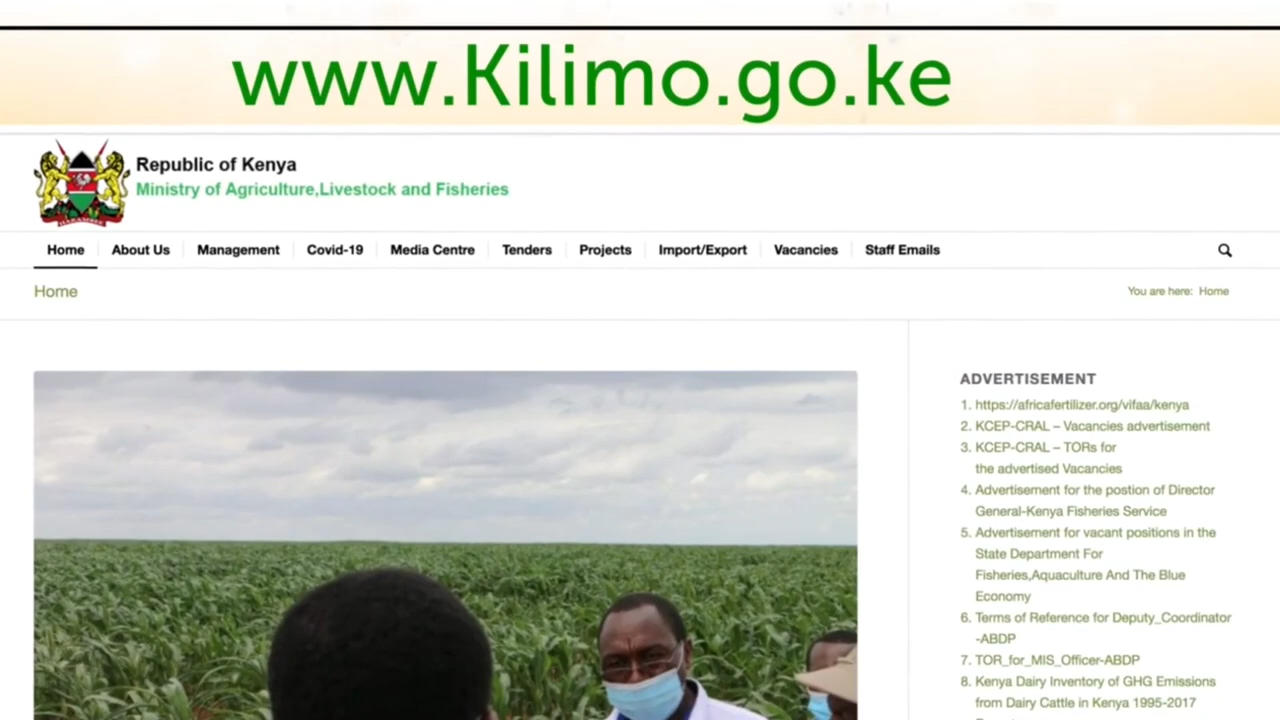 www.Kilimo.go.ke
Republic of Kenya
Ministry of Agriculture,Livestock and Fisheries
Home
About Us
Management
Covid-19
Media Centre
Tenders
Projects
Import/Export
Vacancies
Staff Emails
Home
You are here: Home
ADVERTISEMENT
1. https://africafertilizer.org/vifaa/kenya
2. KCEP-CRAL – Vacancies advertisement
3. KCEP-CRAL – TORs for
the advertised Vacancies
4. Advertisement for the postion of Director
General-Kenya Fisheries Service
5. Advertisement for vacant positions in the
State Department For
Fisheries,Aquaculture And The Blue
Economy
6. Terms of Reference for Deputy_Coordinator
-ABDP
7. TOR_for_MIS_Officer-ABDP
8. Kenya Dairy Inventory of GHG Emissions
from Dairy Cattle in Kenya 1995-2017